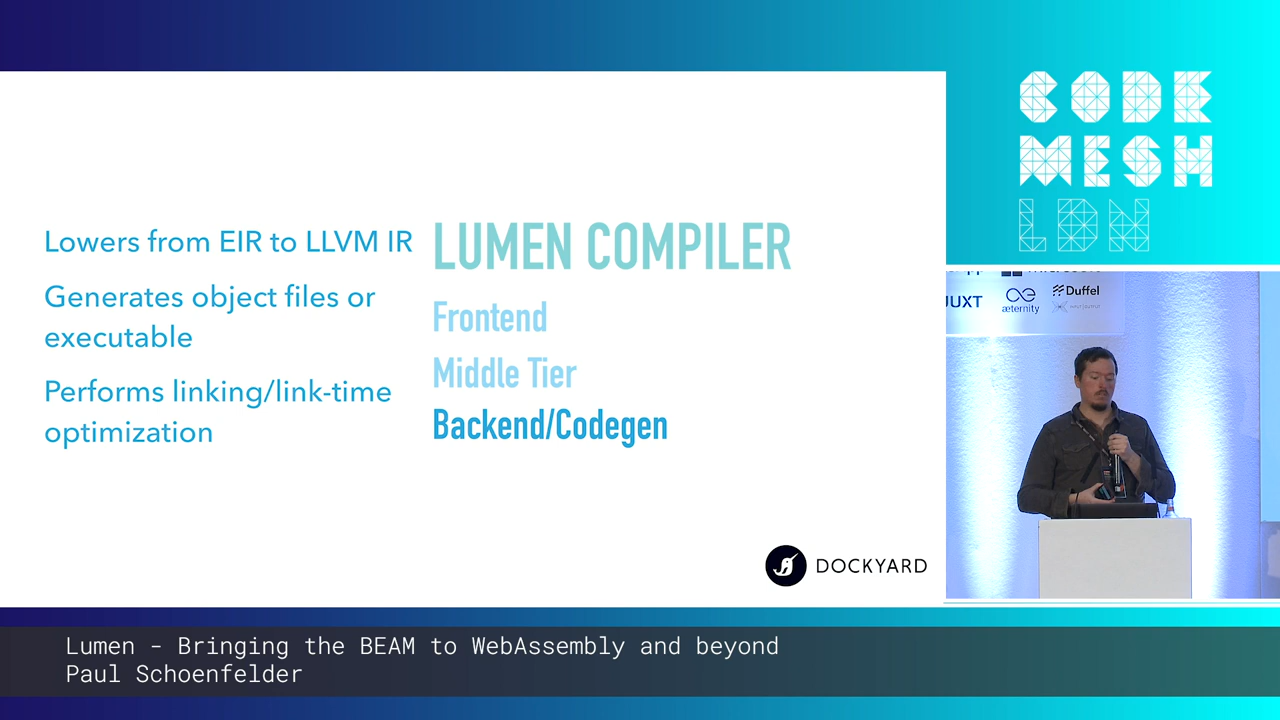 Lowers from EIR to LLVM IR
Generates object files or
executable
Performs linking/link-time
optimization
LUMEN COMPILER
Frontend
Middle Tier
Backend/Codegen
DOCKYARD
CODE
MESH
LDN
Duffel
æternity
Lumen - Bringing the BEAM to WebAssembly and beyond
Paul Schoenfelder